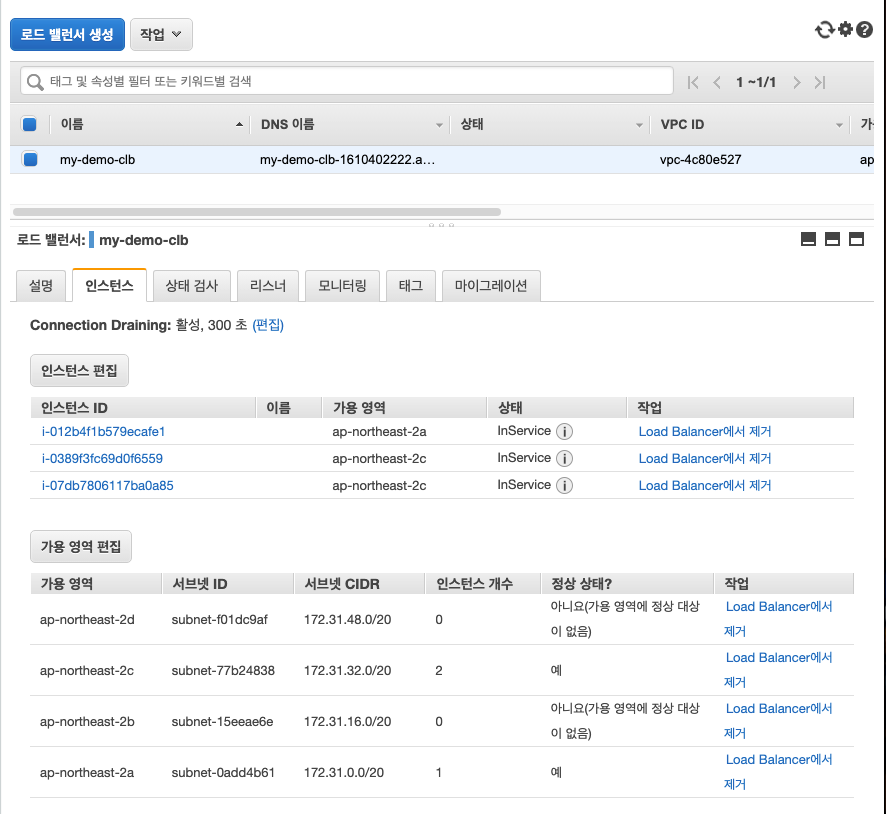 로드 밸런서 생성 작업
태그 및 속성별 필터 또는 키워드별 검색 1 ~1/1
이름 DNS 이름 상태 VPC ID
my-demo-clb my-demo-clb-1610402222.a... vpc-4c80e527 ap
로드 밸런서: my-demo-clb
설명 인스턴스 상태 검사 리스너 모니터링 태그 마이그레이션
Connection Draining: 활성, 300 초 (편집)
인스턴스 편집
인스턴스 ID 이름 가용 영역 상태 작업
i-012b4f1b579ecafe1 ap-northeast-2a InService Load Balancer에서 제거
i-0389f3fc69d0f6559 ap-northeast-2c InService Load Balancer에서 제거
i-07db7806117ba0a85 ap-northeast-2c InService Load Balancer에서 제거
가용 영역 편집
가용 영역 서브넷 ID 서브넷 CIDR 인스턴스 개수 정상 상태? 작업
ap-northeast-2d subnet-f01dc9af 172.31.48.0/20 0 아니요(가용 영역에 정상 대상 Load Balancer에서
이 없음) 제거
ap-northeast-2c subnet-77b24838 172.31.32.0/20 2 예 Load Balancer에서
제거
ap-northeast-2b subnet-15eeae6e 172.31.16.0/20 0 아니요(가용 영역에 정상 대상 Load Balancer에서
이 없음) 제거
ap-northeast-2a subnet-0add4b61 172.31.0.0/20 1 예 Load Balancer에서
제거